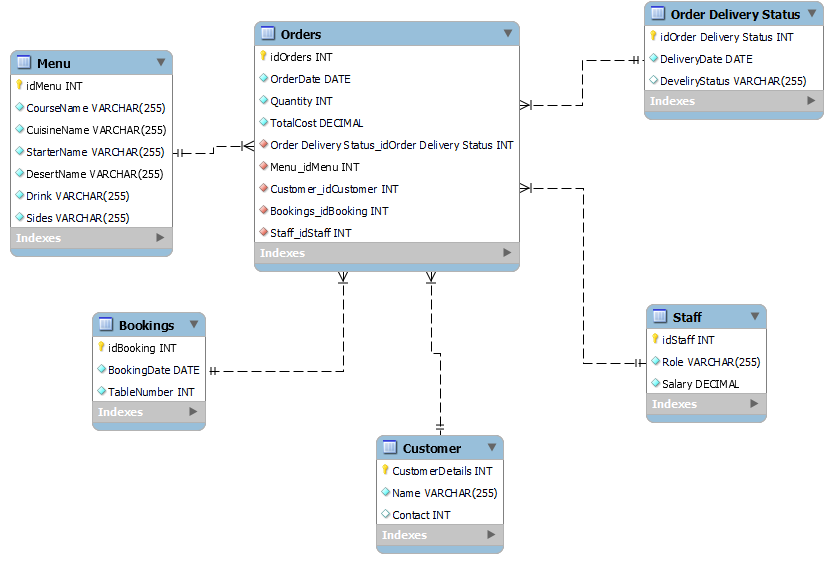 Menu
idMenu INT
CourseName VARCHAR(255)
CuisineName VARCHAR(255)
StarterName VARCHAR(255)
DesertName VARCHAR(255)
Drink VARCHAR(255)
Sides VARCHAR(255)
Indexes
Orders
idOrders INT
OrderDate DATE
Quantity INT
TotalCost DECIMAL
Order Delivery Status_idOrder Delivery Status INT
Menu_idMenu INT
Customer_idCustomer INT
Bookings_idBooking INT
Staff_idStaff INT
Indexes
Order Delivery Status
idOrder Delivery Status INT
DeliveryDate DATE
DeveliryStatus VARCHAR(255)
Indexes
Bookings
idBooking INT
BookingDate DATE
TableNumber INT
Indexes
Customer
CustomerDetails INT
Name VARCHAR(255)
Contact INT
Indexes
Staff
idStaff INT
Role VARCHAR(255)
Salary DECIMAL
Indexes